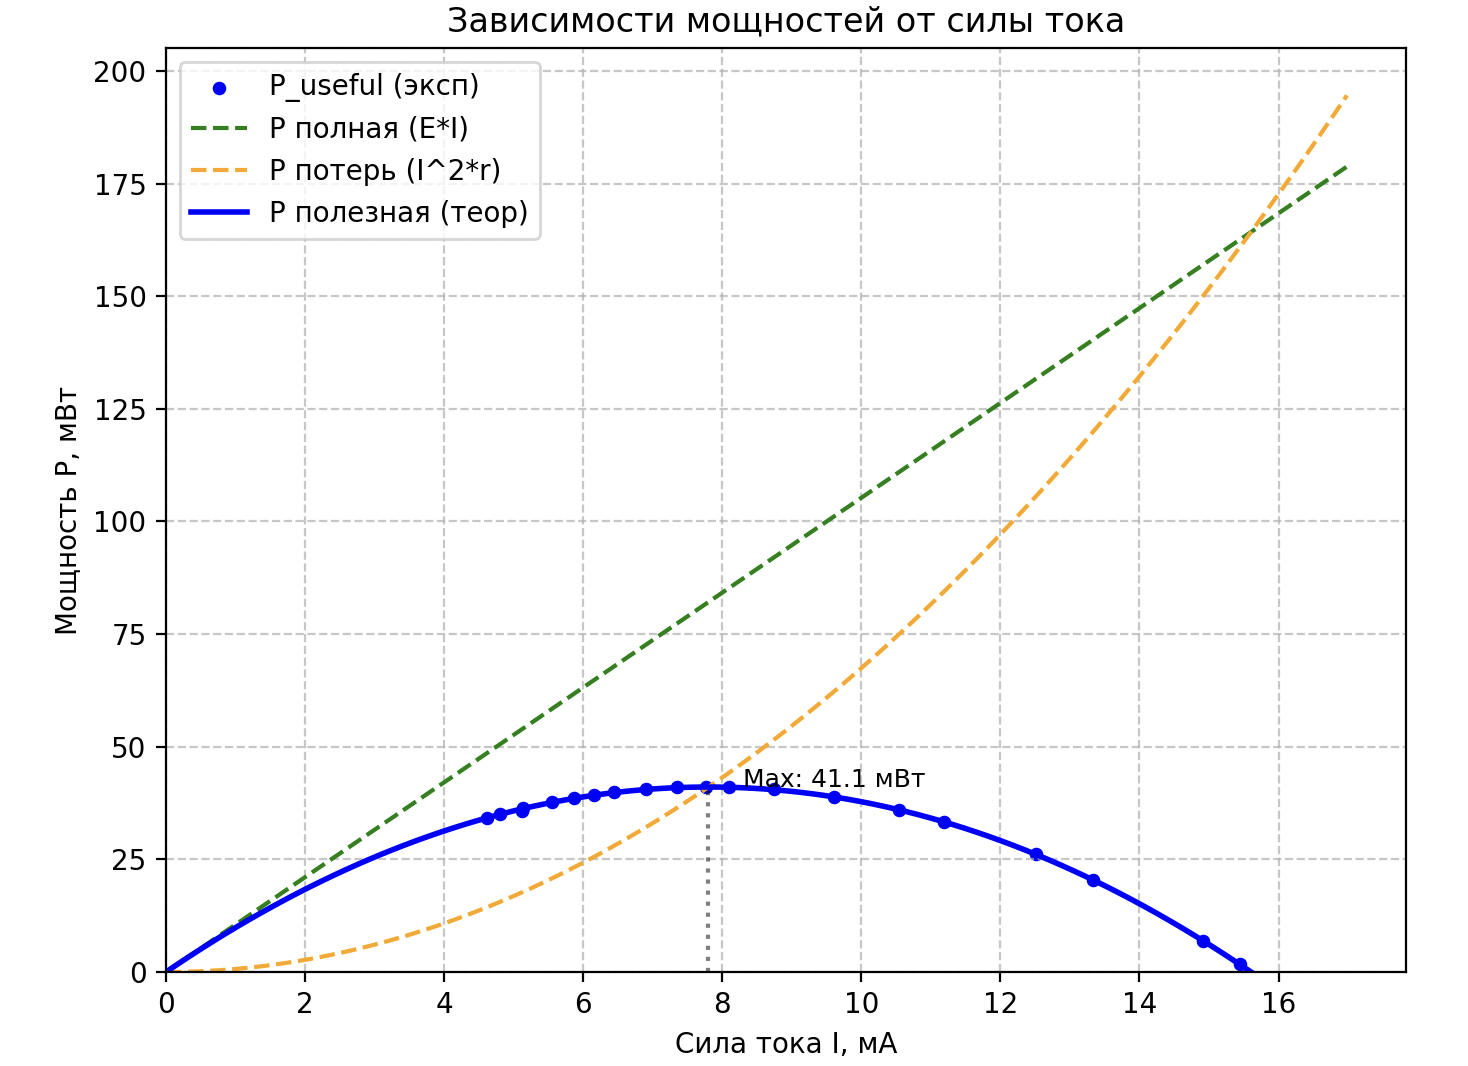 Зависимости мощностей от силы тока
P_useful (эксп)
P полная (E*I)
P потерь (I^2*r)
P полезная (теор)
Мощность P, мВт
200
175
150
125
100
75
50
25
0
Max: 41.1 мВт
0 2 4 6 8 10 12 14 16
Сила тока I, мА